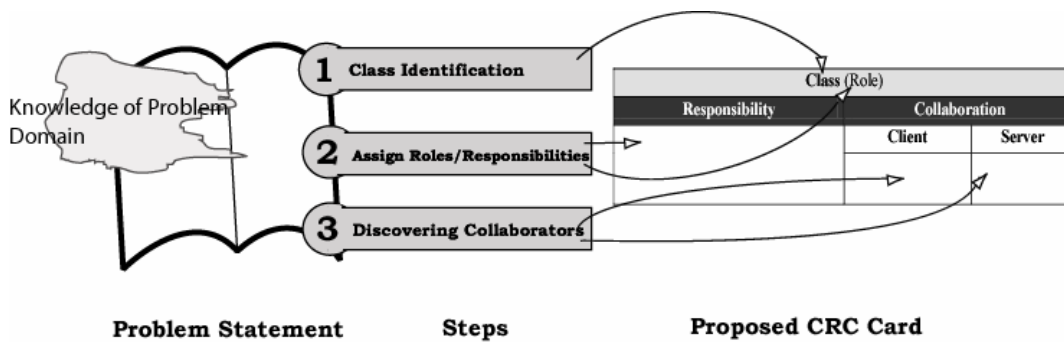 Knowledge of Problem
Domain
1 Class Identification
2 Assign Roles/Responsibilities
3 Discovering Collaborators
Class (Role)
Responsibility Collaboration
Client Server
Problem Statement Steps Proposed CRC Card